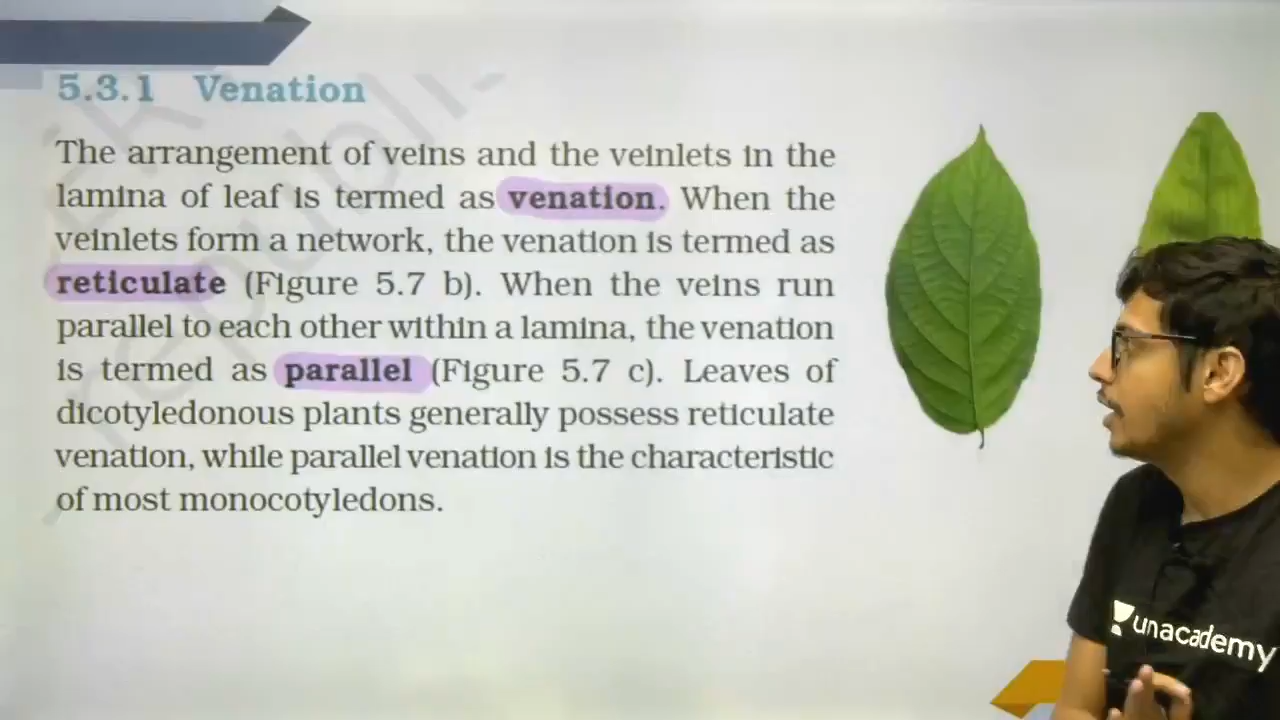 5.3.1 Venation
The arrangement of veins and the veinlets in the
lamina of leaf is termed as venation. When the
veinlets form a network, the venation is termed as
reticulate (Figure 5.7 b). When the veins run
parallel to each other within a lamina, the venation
is termed as parallel (Figure 5.7 c). Leaves of
dicotyledonous plants generally possess reticulate
venation, while parallel venation is the characteristic
of most monocotyledons.
unacademy